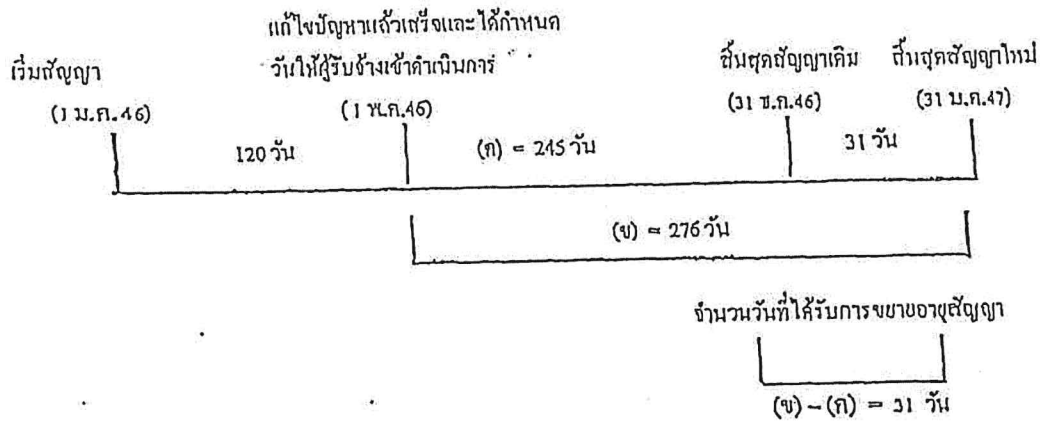 แก้ไขปัญหาแล้วเสร็จและได้กำหนด
วันให้ผู้รับจ้างเข้าดำเนินการ
เริ่มสัญญา
สิ้นสุดสัญญาเดิม
สิ้นสุดสัญญาใหม่
(1 ม.ค.46)
(1 พ.ค.46)
(31 ธ.ค.46)
(31 ม.ค.47)
120 วัน
(ก) = 245 วัน
31 วัน
(ข) = 276 วัน
จำนวนวันที่ได้รับการขยายอายุสัญญา
(ข) – (ก) = 31 วัน